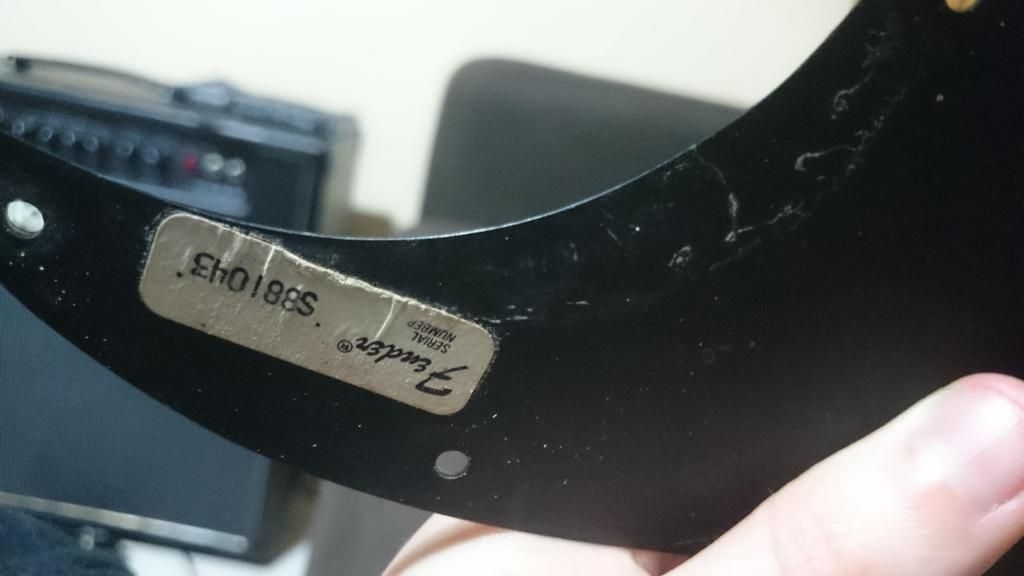 Fender®
SERIAL
NUMBER
S881043